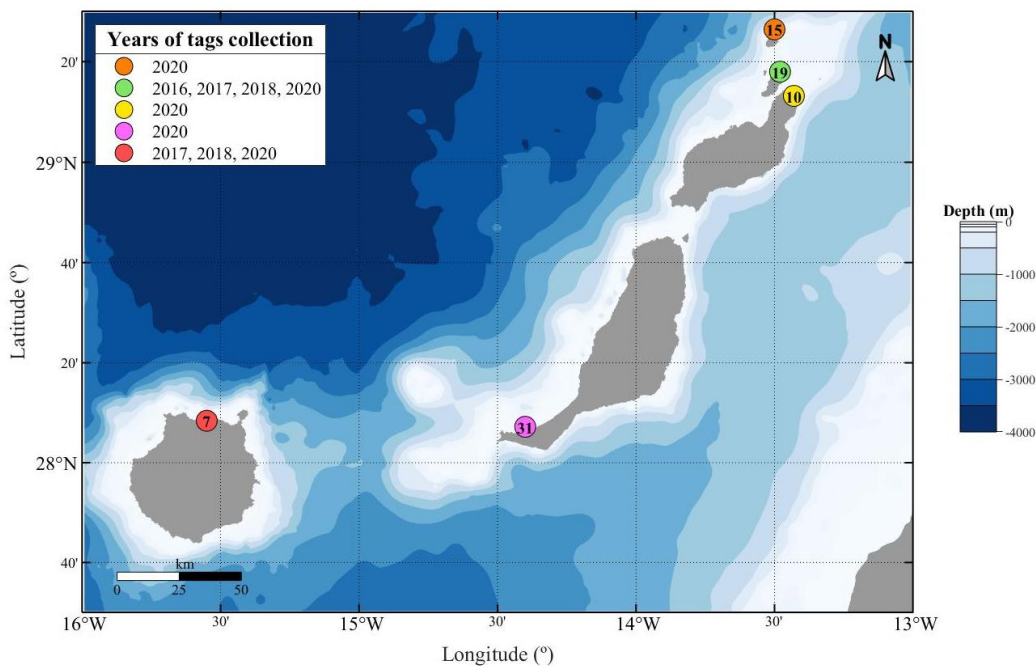 Years of tags collection
2020
2016, 2017, 2018, 2020
2020
2020
2017, 2018, 2020
15
19
10
N
20'
29°N
40'
20'
28°N
40'
Latitude (º)
7
31
km
0 25 50
16°W 30' 15°W 30' 14°W 30' 13°W
Longitude (º)
Depth (m)
0
-1000
-2000
-3000
-4000